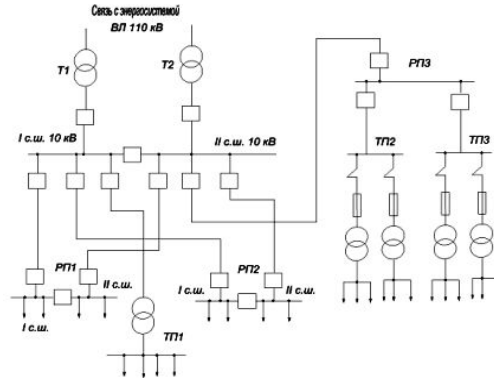 Связь с энергосистемой
ВЛ 110 кВ
Т1
Т2
РП3
I с.ш. 10 кВ
II с.ш. 10 кВ
ТП2
ТП3
РП1
II с.ш.
I с.ш.
РП2
I с.ш.
II с.ш.
ТП1